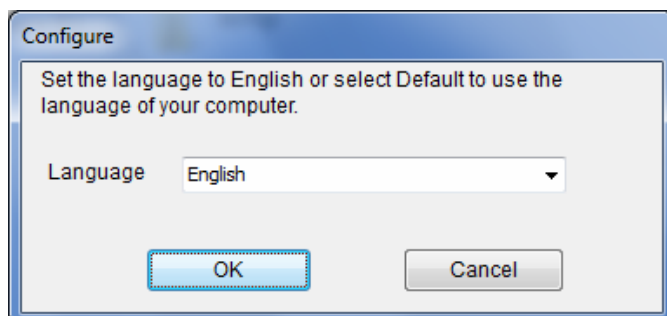 Configure
Set the language to English or select Default to use the
language of your computer.
Language English
OK Cancel